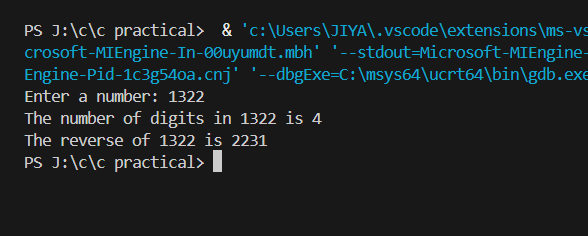 PS J:\c\c practical>  & 'c:\Users\JIYA\.vscode\extensions\ms-vs
crosoft-MIEngine-In-00uyumdt.mbh' '--stdout=Microsoft-MIEngine-
Engine-Pid-1c3g54oa.cnj' '--dbgExe=C:\msys64\ucrt64\bin\gdb.exe
Enter a number: 1322
The number of digits in 1322 is 4
The reverse of 1322 is 2231
PS J:\c\c practical>